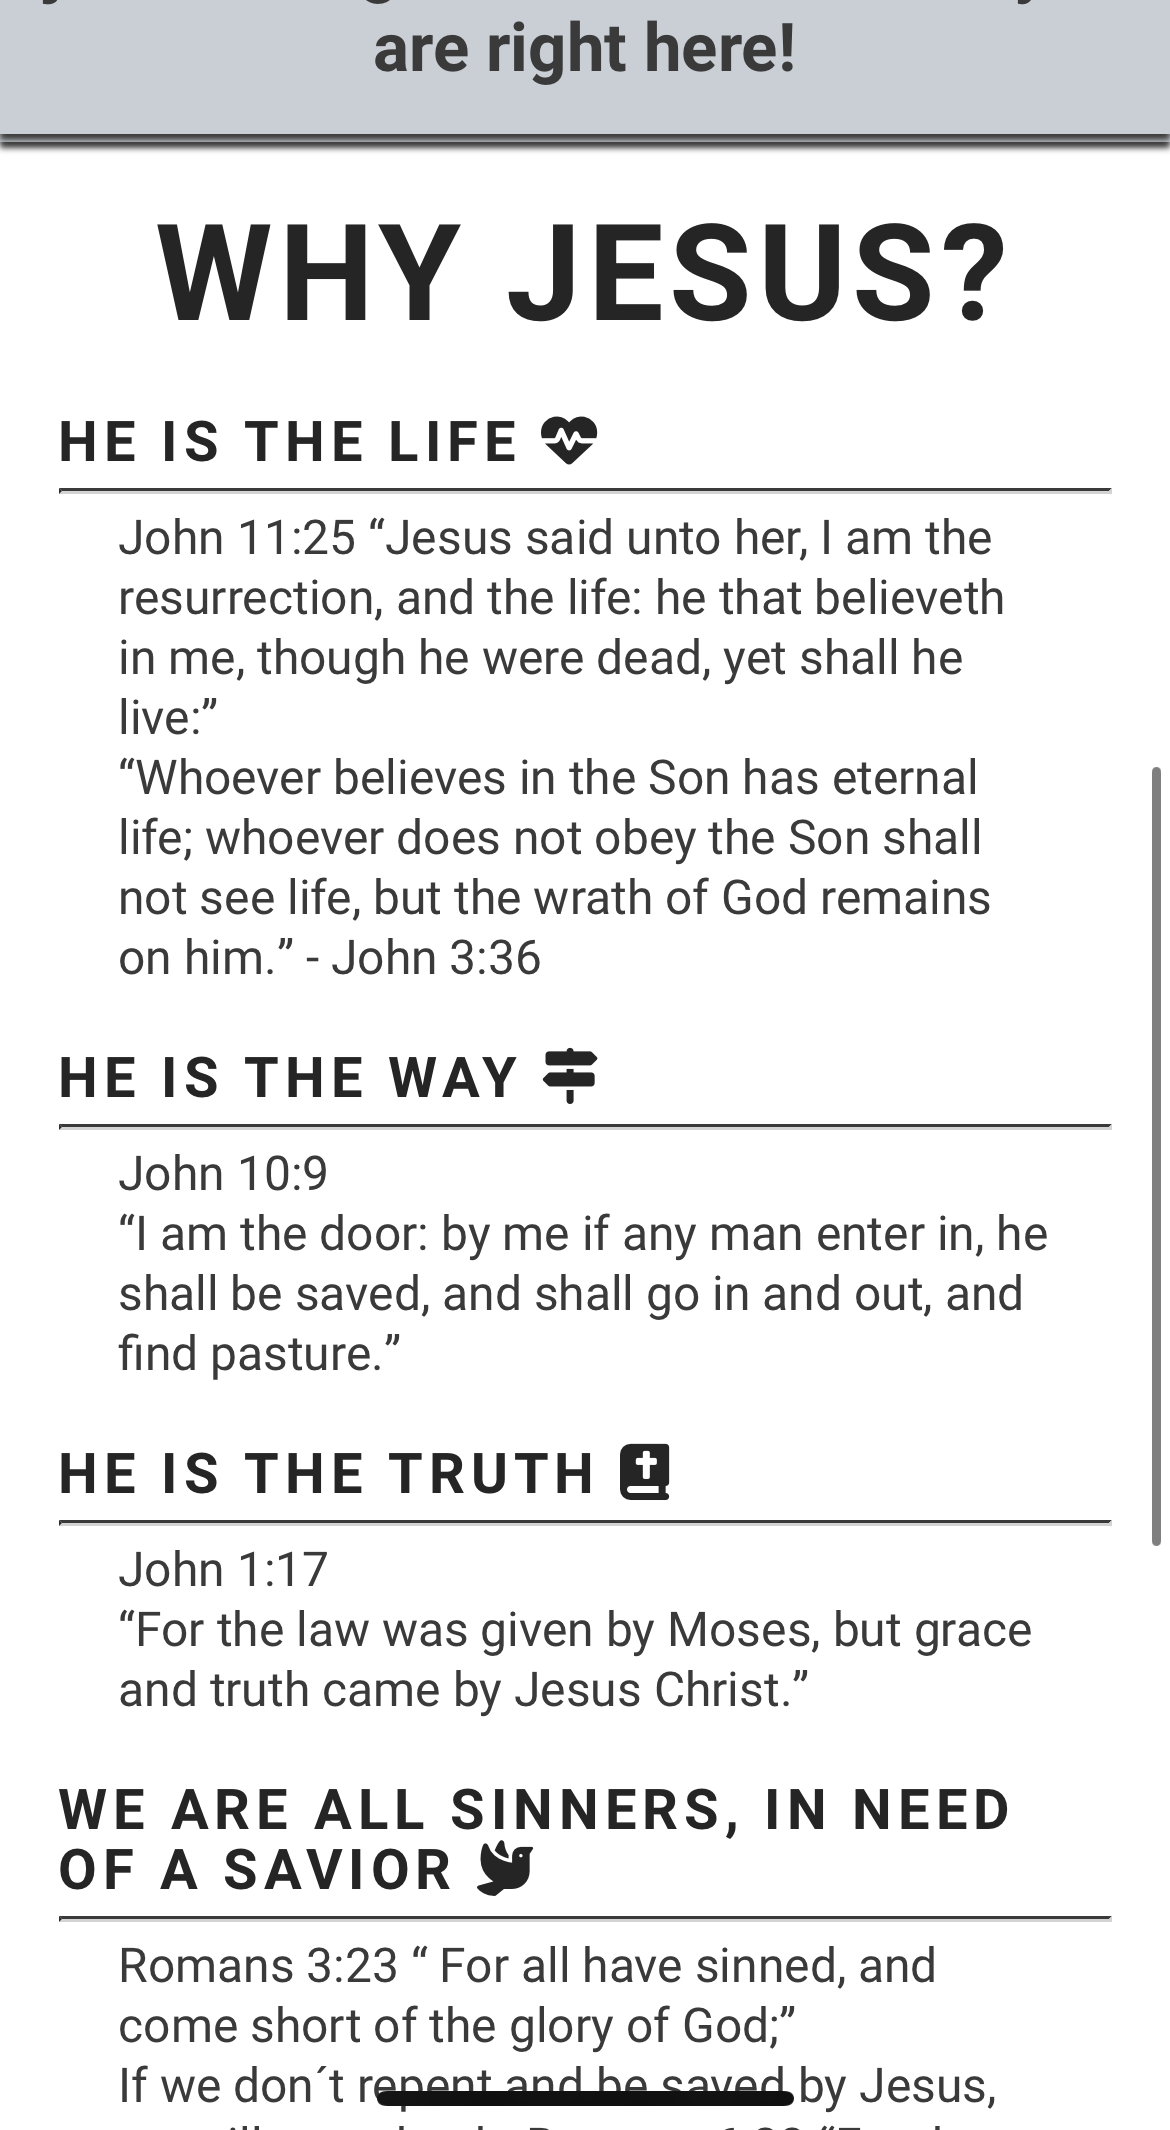 are right here!
WHY JESUS?
HE IS THE LIFE
John 11:25 “Jesus said unto her, I am the
resurrection, and the life: he that believeth
in me, though he were dead, yet shall he
live:”
“Whoever believes in the Son has eternal
life; whoever does not obey the Son shall
not see life, but the wrath of God remains
on him.” - John 3:36
HE IS THE WAY
John 10:9
“I am the door: by me if any man enter in, he
shall be saved, and shall go in and out, and
find pasture.”
HE IS THE TRUTH
John 1:17
“For the law was given by Moses, but grace
and truth came by Jesus Christ.”
WE ARE ALL SINNERS, IN NEED
OF A SAVIOR
Romans 3:23 “ For all have sinned, and
come short of the glory of God;”
If we don´t repent and be saved by Jesus,